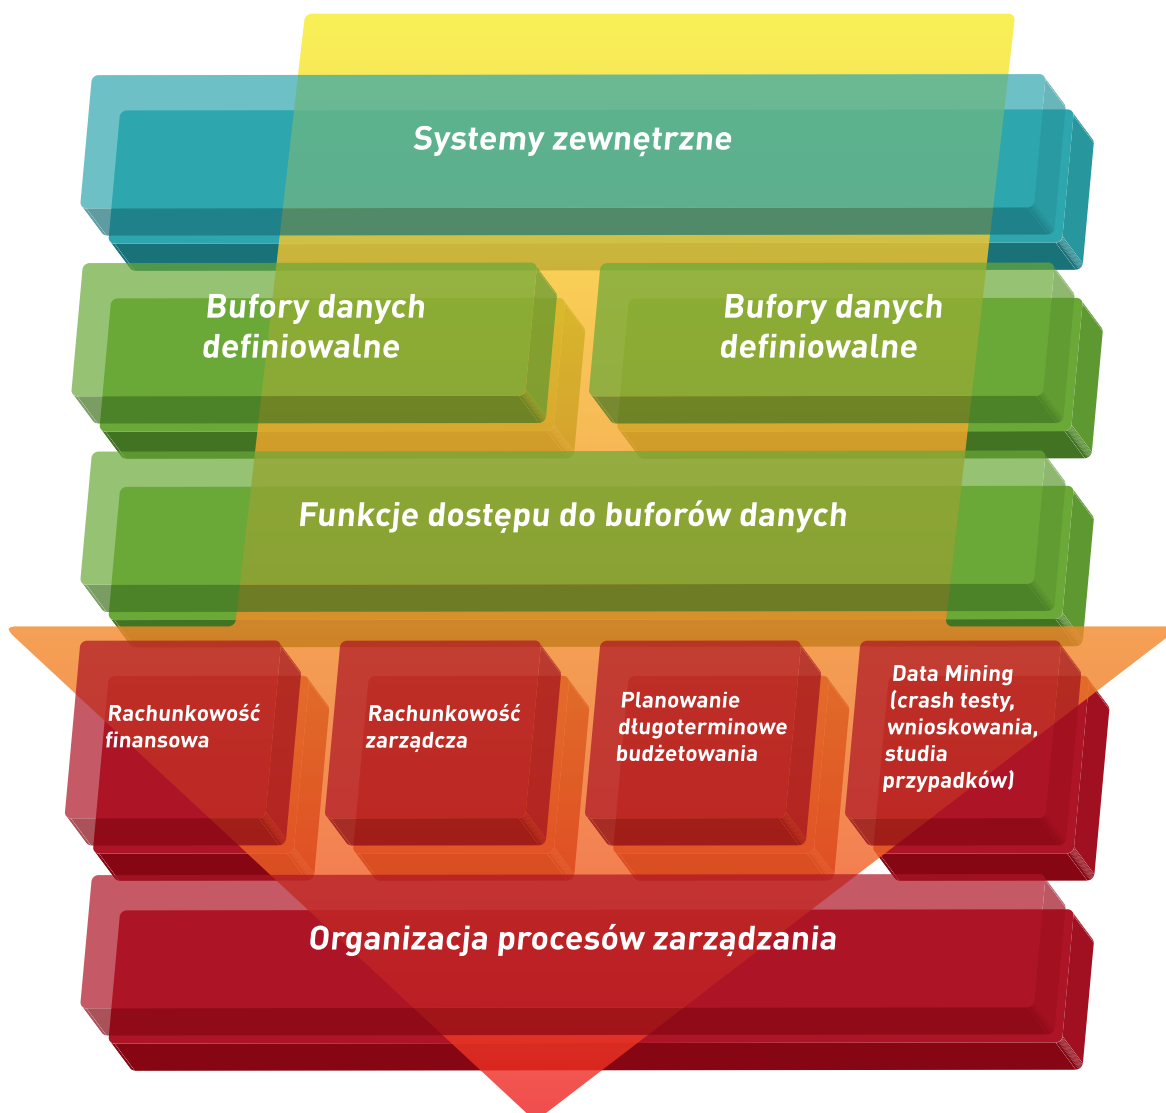 Systemy zewnętrzne
Bufory danych
definiowalne
Bufory danych
definiowalne
Funkcje dostępu do buforów danych
Rachunkowość
finansowa
Rachunkowość
zarządcza
Planowanie
długoterminowe
budżetowania
Data Mining
(crash testy,
wnioskowania,
studia
przypadków)
Organizacja procesów zarządzania